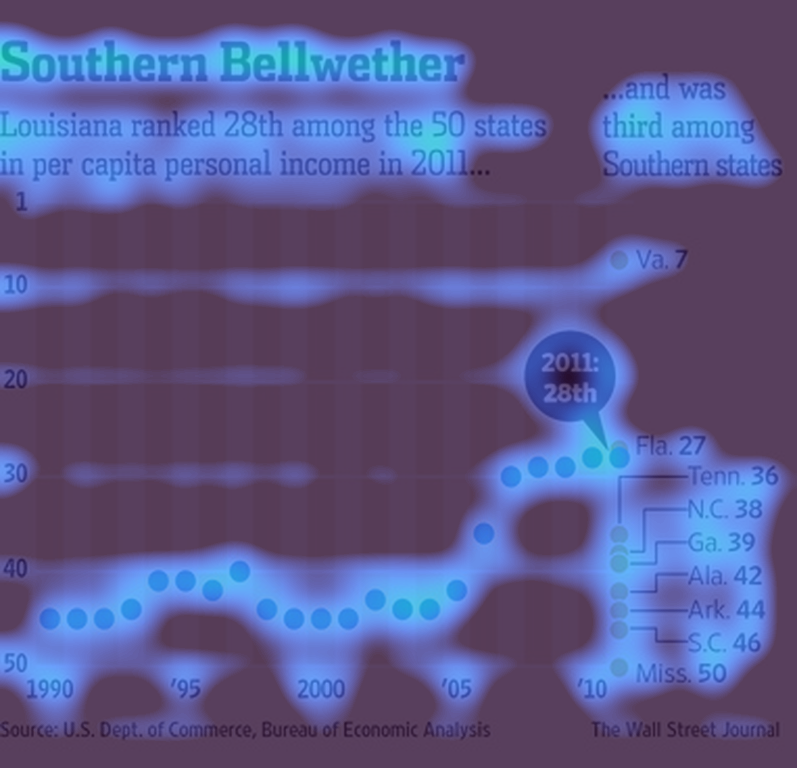 Southern Bellwether
Louisiana ranked 28th among the 50 states
in per capita personal income in 2011...
...and was
third among
Southern states
1
10
20
30
40
50
Va. 7
2011:
28th
Fla. 27
Tenn. 36
N.C. 38
Ga. 39
Ala. 42
Ark. 44
S.C. 46
Miss. 50
1990
'95
2000
'05
'10
Source: U.S. Dept. of Commerce, Bureau of Economic Analysis
The Wall Street Journal